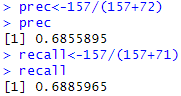 > prec<-157/(157+72)
> prec
[1] 0.6855895
> recall<-157/(157+71)
> recall
[1] 0.6885965